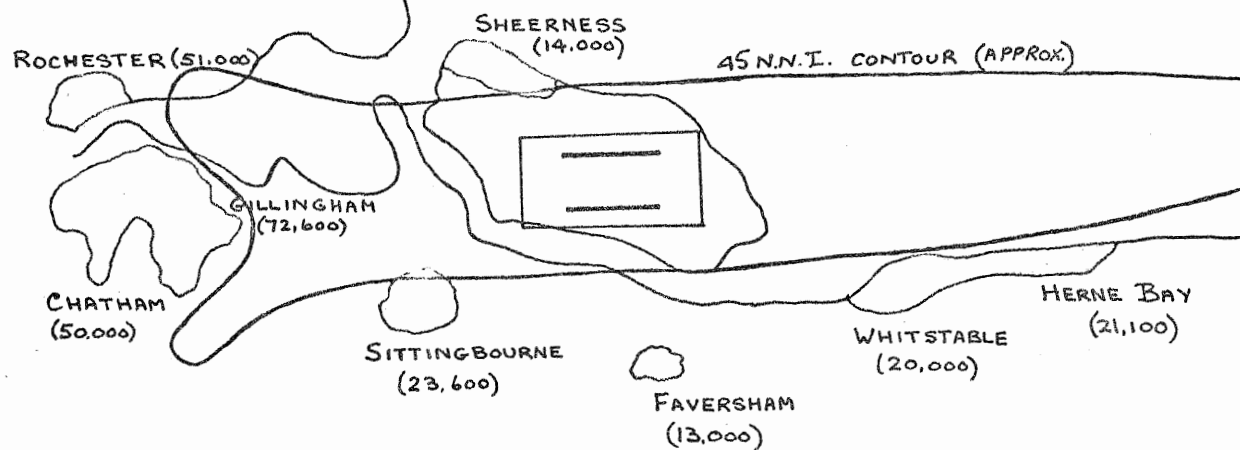 SHEERNESS
(14,000)
ROCHESTER (51,000)
45 N.N.I. CONTOUR (APPROX.)
GILLINGHAM
(72,600)
CHATHAM
(50,000)
HERNE BAY
(21,100)
SITTINGBOURNE
(23,600)
WHITSTABLE
(20,000)
FAVERSHAM
(13,000)